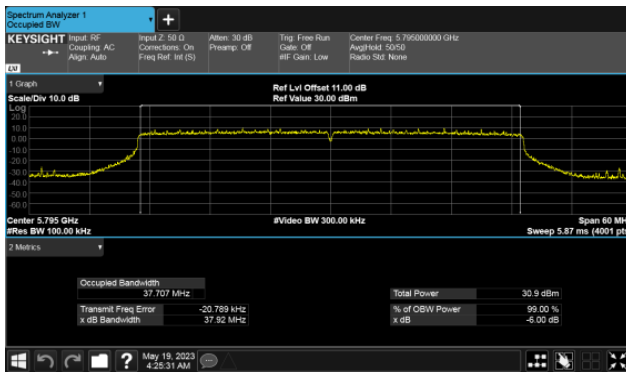 Spectrum Analyzer 1
Occupied BW
+
KEYSIGHT
Input: RF
Coupling: AC
Align: Auto
Input Z: 50 Ω
Corrections: On
Freq Ref: Int (S)
Atten: 30 dB
Preamp: Off
Trig: Free Run
Gate: Off
#IF Gain: Low
Center Freq: 5.795000000 GHz
Avg|Hold: 50/50
Radio Std: None
LXI
1 Graph
Scale/Div 10.0 dB
Ref Lvl Offset 11.00 dB
Ref Value 30.00 dBm
Log
20.0
10.0
0.00
-10.0
-20.0
-30.0
-40.0
-50.0
-60.0
Center 5.795 GHz
#Res BW 100.00 kHz
#Video BW 300.00 kHz
Span 60 MH
Sweep 5.87 ms (4001 pts
2 Metrics
Occupied Bandwidth
37.707 MHz
Total Power 30.9 dBm
Transmit Freq Error -20.789 kHz
% of OBW Power 99.00 %
x dB Bandwidth 37.92 MHz
x dB -6.00 dB
?
May 19, 2023
4:25:31 AM